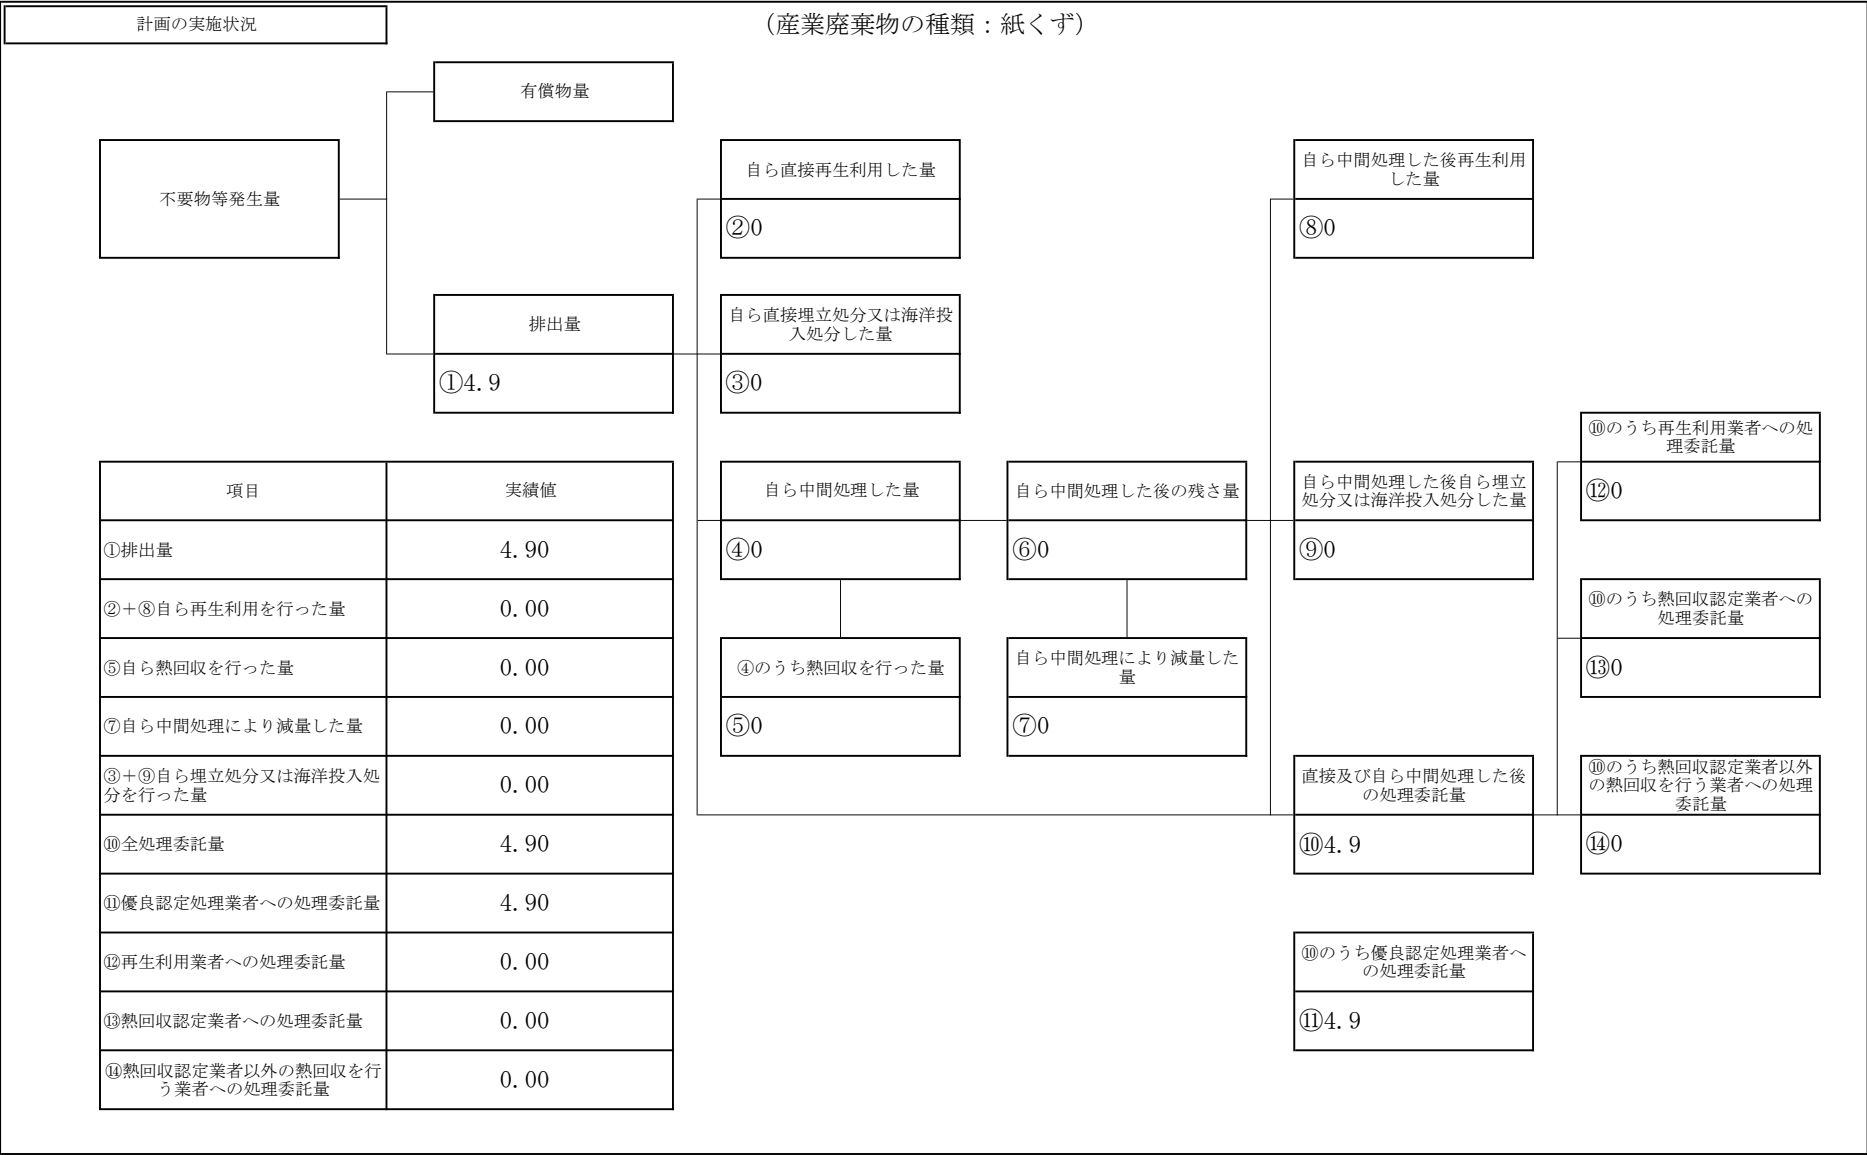 計画の実施状況
（産業廃棄物の種類：紙くず）
有償物量
不要物等発生量
自ら直接再生利用した量
②0
自ら中間処理した後再生利用
した量
⑧0
排出量
①4.9
自ら直接埋立処分又は海洋投
入処分した量
③0
⑩のうち再生利用業者への処
理委託量
⑫0
自ら中間処理した量
④0
自ら中間処理した後の残さ量
⑥0
自ら中間処理した後自ら埋立
処分又は海洋投入処分した量
⑨0
⑩のうち熱回収認定業者への
処理委託量
⑬0
④のうち熱回収を行った量
⑤0
自ら中間処理により減量した
量
⑦0
直接及び自ら中間処理した後
の処理委託量
⑩4.9
⑩のうち熱回収認定業者以外
の熱回収を行う業者への処理
委託量
⑭0
⑩のうち優良認定処理業者へ
の処理委託量
⑪4.9
項目 実績値
①排出量 4.90
②＋⑧自ら再生利用を行った量 0.00
⑤自ら熱回収を行った量 0.00
⑦自ら中間処理により減量した量 0.00
③＋⑨自ら埋立処分又は海洋投入処
分を行った量 0.00
⑩全処理委託量 4.90
⑪優良認定処理業者への処理委託量 4.90
⑫再生利用業者への処理委託量 0.00
⑬熱回収認定業者への処理委託量 0.00
⑭熱回収認定業者以外の熱回収を行
う業者への処理委託量 0.00